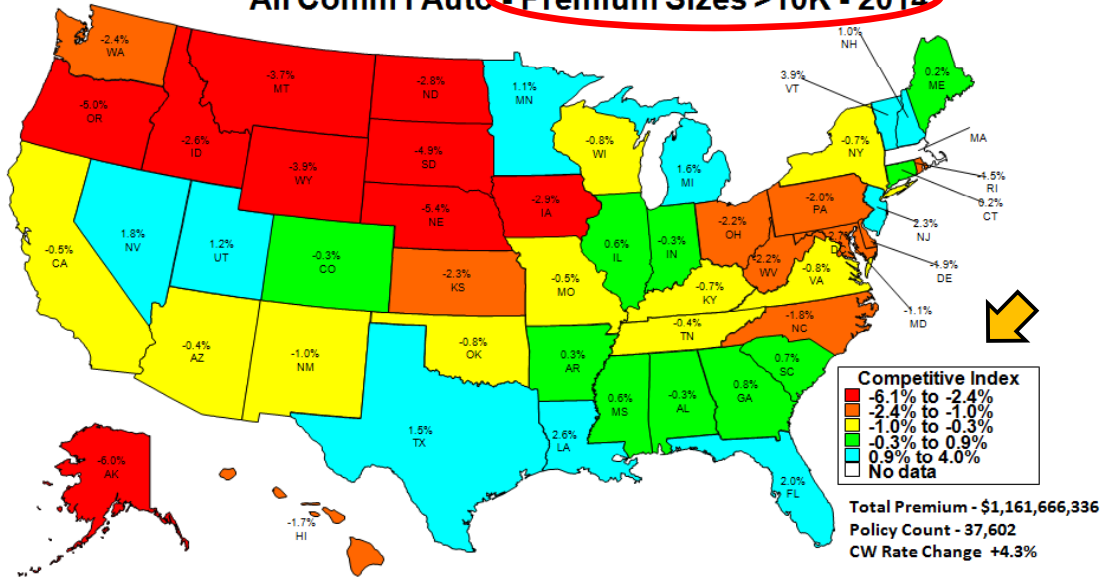 All Comm'l Auto - Premium Sizes >10K - 2014
-2.4%
WA
-5.0%
OR
-2.6%
ID
-3.7%
MT
-2.8%
ND
-4.9%
SD
-3.9%
WY
-5.4%
NE
-2.9%
IA
1.1%
MN
-0.8%
WI
1.6%
MI
-0.5%
CA
1.8%
NV
1.2%
UT
-0.3%
CO
-2.3%
KS
-0.5%
MO
0.6%
IL
-0.3%
IN
-2.2%
OH
-2.2%
WV
-2.0%
PA
-0.7%
NY
3.9%
VT
1.0%
NH
0.2%
ME
MA
-4.5%
RI
0.2%
CT
2.3%
NJ
-4.9%
DE
-1.1%
MD
-0.8%
VA
-0.7%
KY
-0.4%
TN
-1.8%
NC
0.7%
SC
0.8%
GA
-0.3%
AL
0.6%
MS
0.3%
AR
-0.8%
OK
-0.4%
AZ
-1.0%
NM
1.5%
TX
2.6%
LA
2.0%
FL
-6.0%
AK
-1.7%
HI
Competitive Index
-6.1% to -2.4%
-2.4% to -1.0%
-1.0% to -0.3%
-0.3% to 0.9%
0.9% to 4.0%
No data
Total Premium - $1,161,666,336
Policy Count - 37,602
CW Rate Change +4.3%